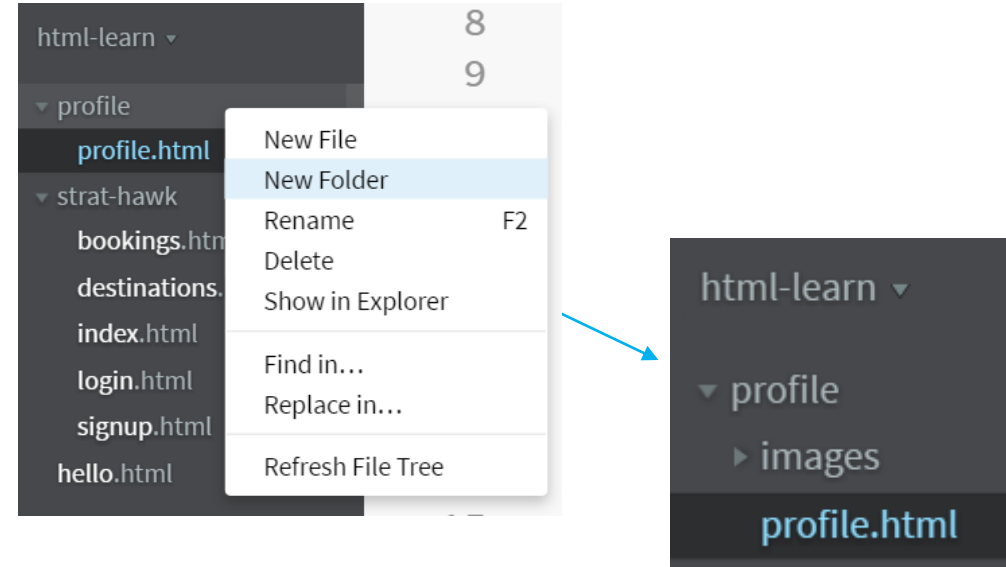 html-learn
8
9
profile
profile.html
strat-hawk
bookings.htm
destinations.
index.html
login.html
signup.html
hello.html
New File
New Folder
Rename F2
Delete
Show in Explorer
Find in...
Replace in...
Refresh File Tree
html-learn
profile
images
profile.html